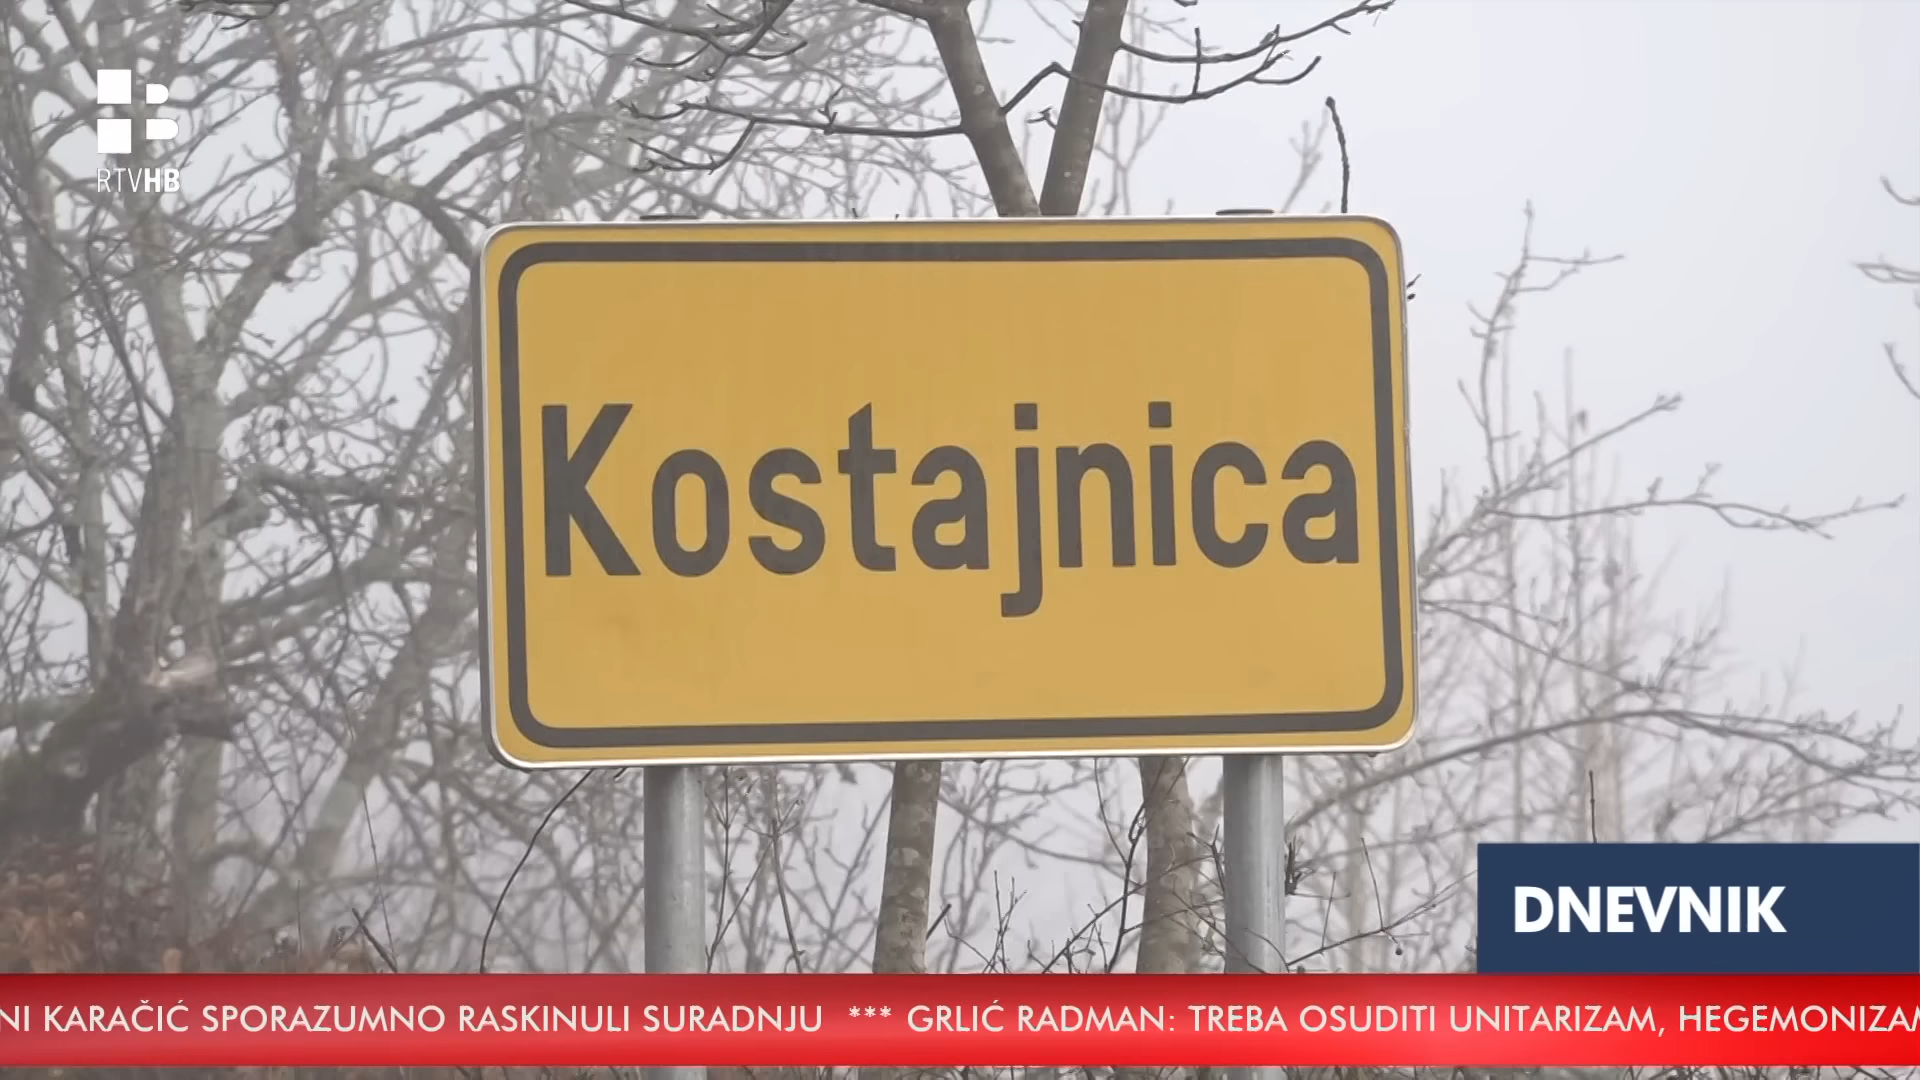 RTVHB
Kostajnica
DNEVNIK
NI KARAČIĆ SPORAZUMNO RASKINULI SURADNJU *** GRLIĆ RADMAN: TREBA OSUDITI UNITARIZAM, HEGEMONIZAM